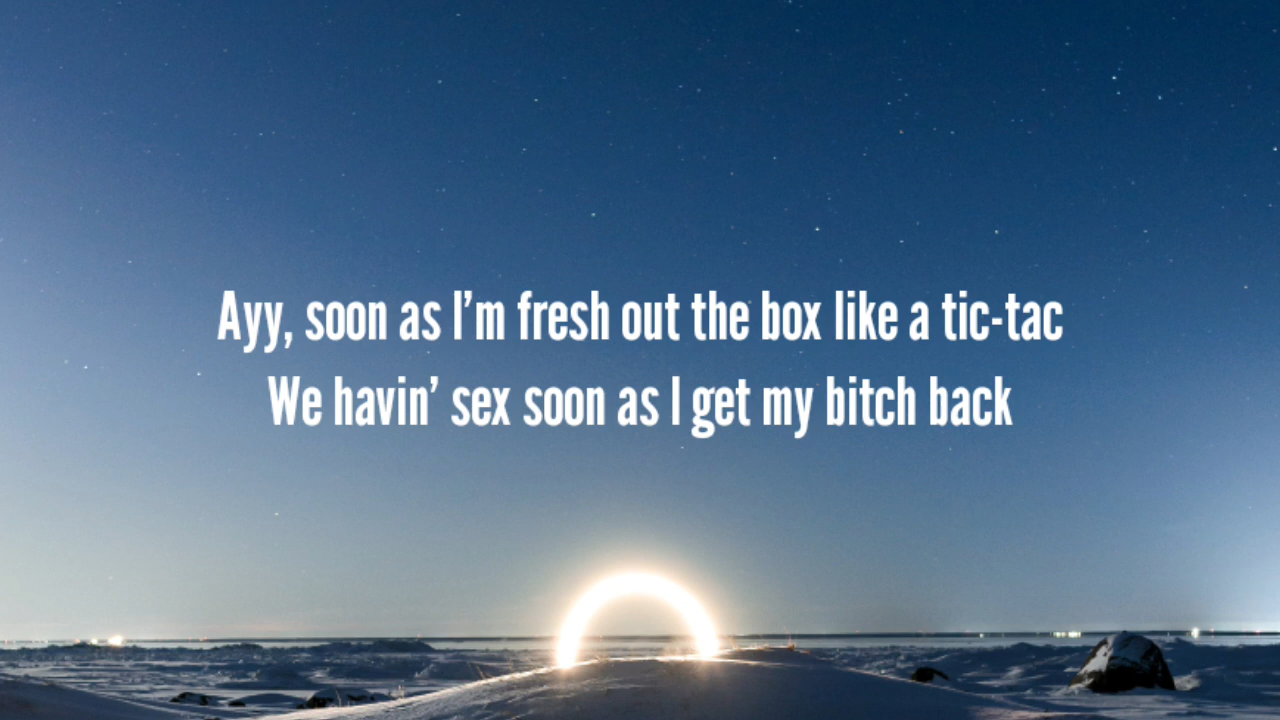 Ayy, soon as I’m fresh out the box like a tic-tac
We havin’ sex soon as I get my bitch back